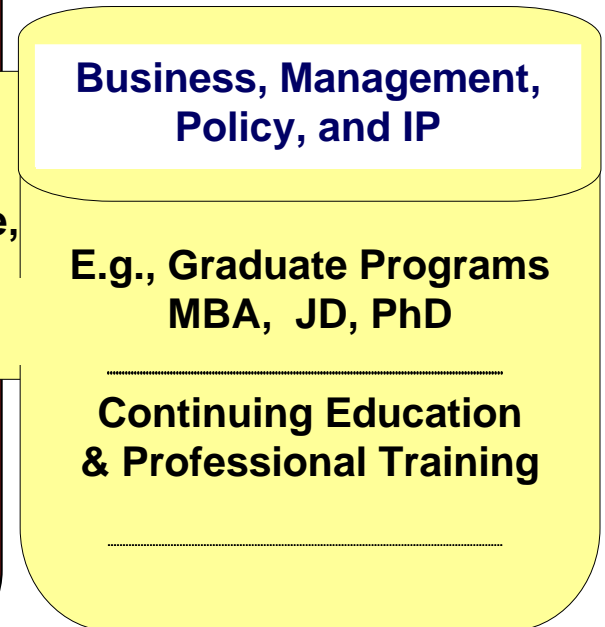 Business, Management,
Policy, and IP
e,
E.g., Graduate Programs
MBA, JD, PhD
Continuing Education
& Professional Training